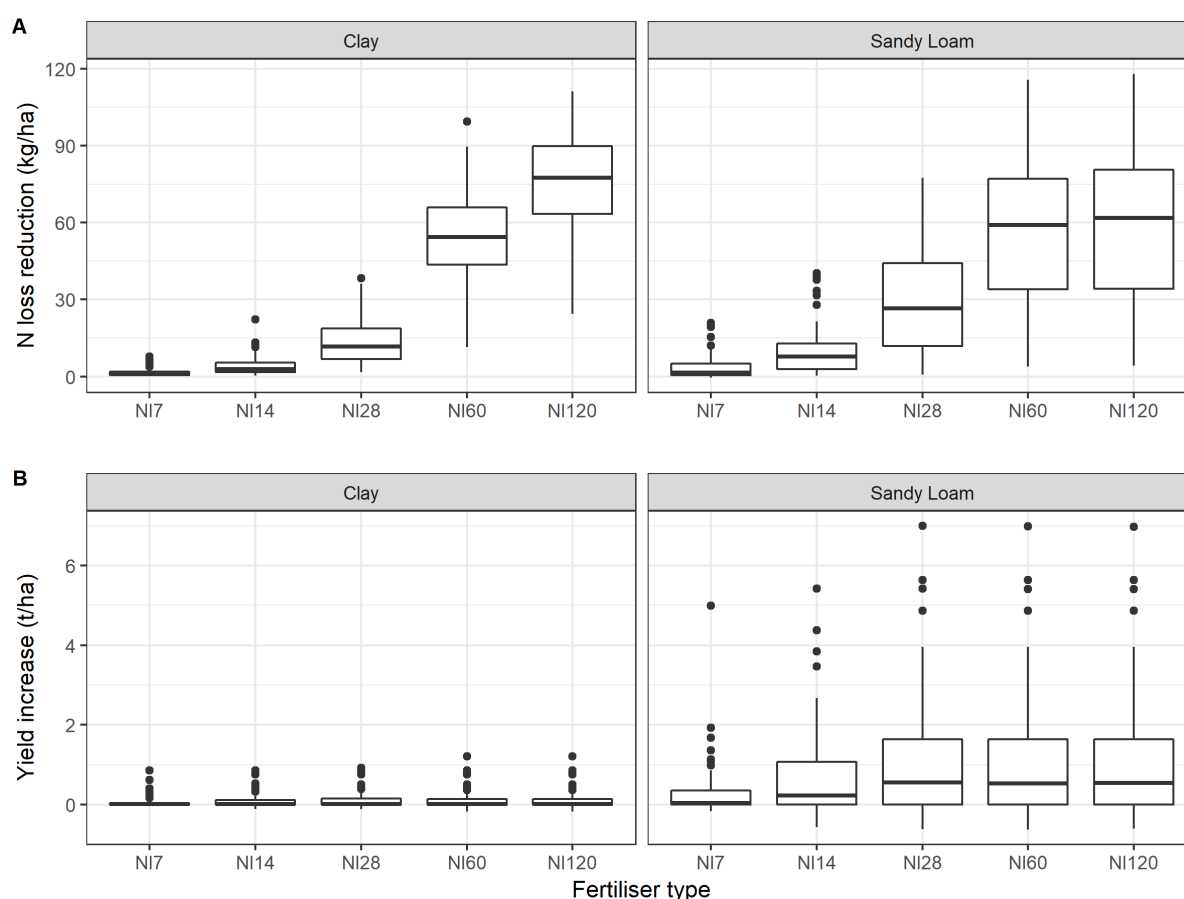 A
Clay
Sandy Loam
N loss reduction (kg/ha)
120
90
60
30
0
NI7 NI14 NI28 NI60 NI120
NI7 NI14 NI28 NI60 NI120
B
Clay
Sandy Loam
Yield increase (t/ha)
6
4
2
0
NI7 NI14 NI28 NI60 NI120
NI7 NI14 NI28 NI60 NI120
Fertiliser type